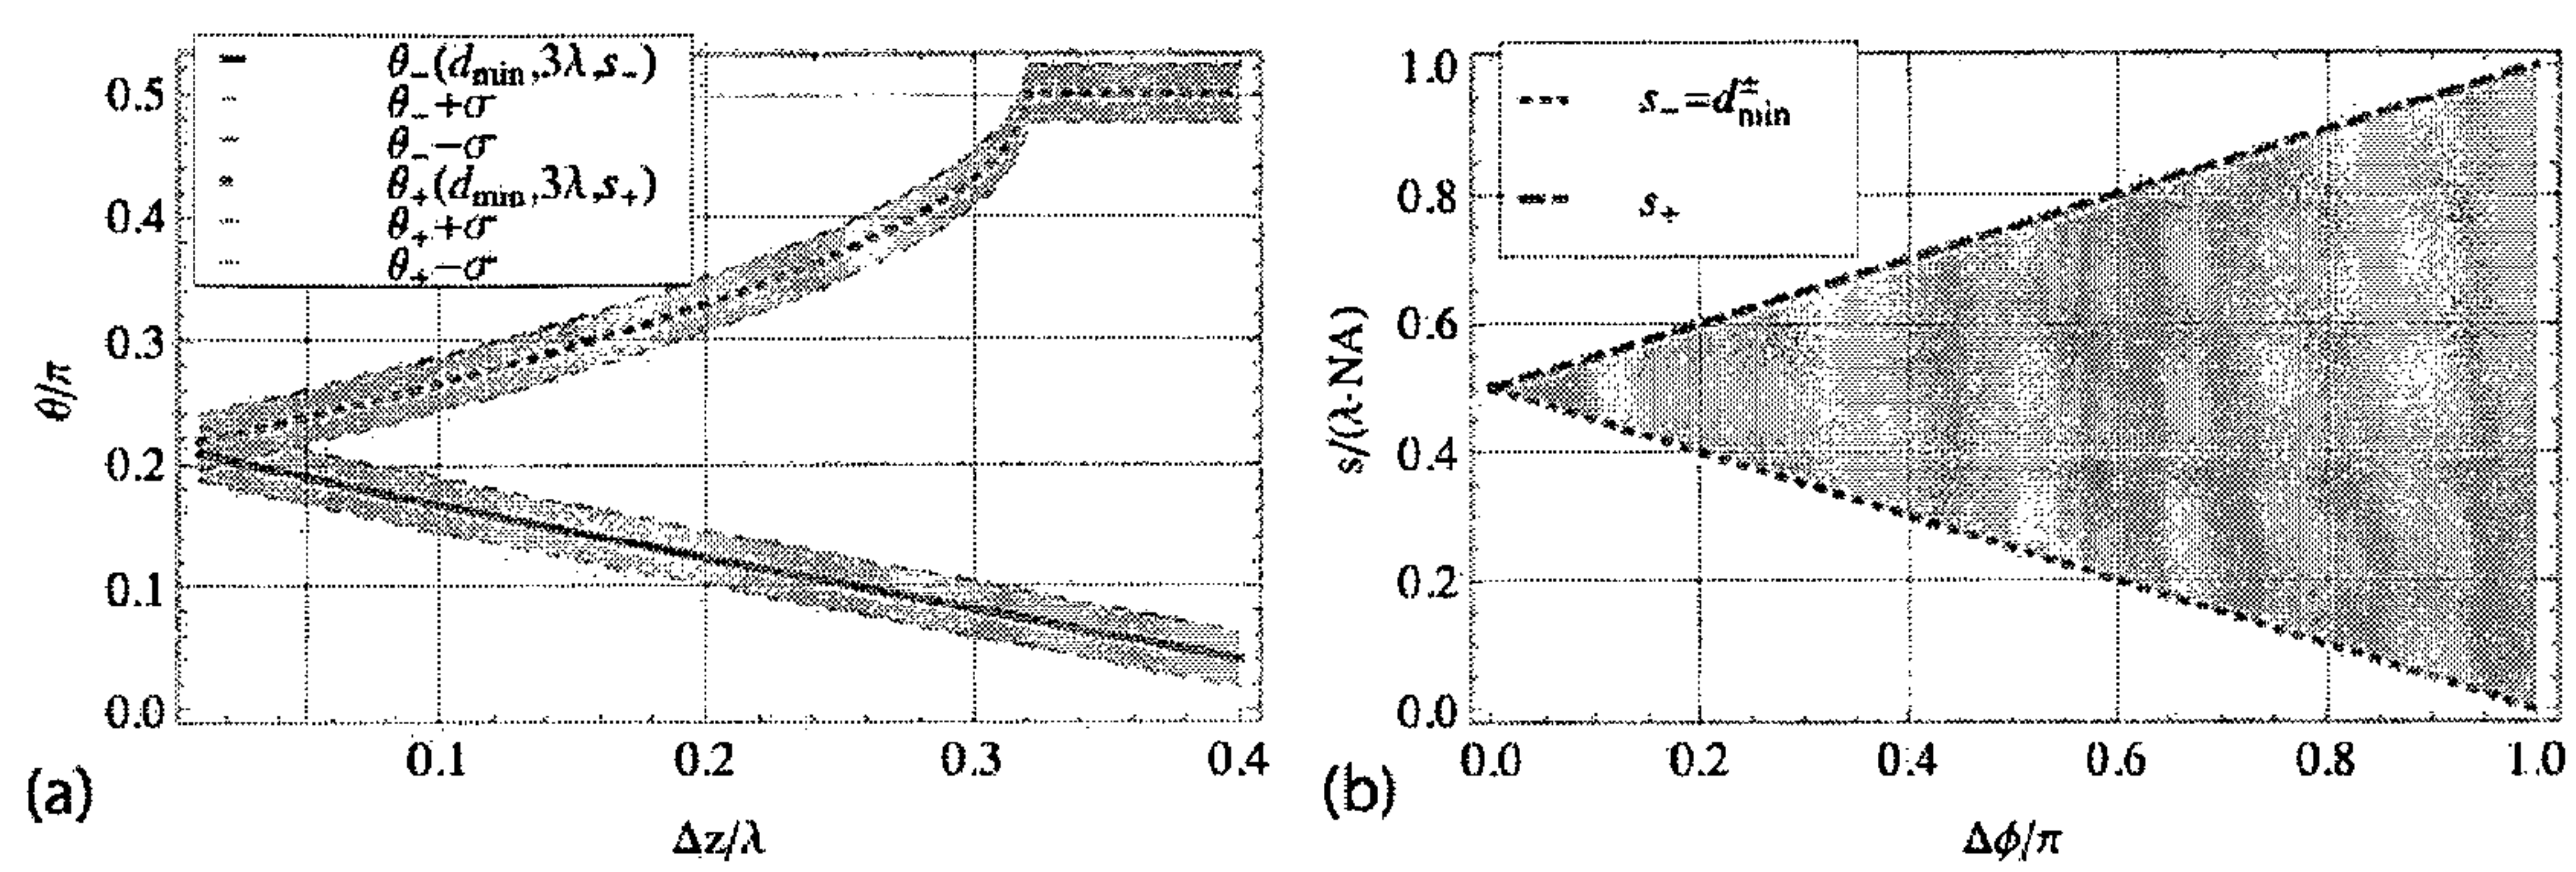 θ₋(d_min,3λ,s₋)
θ₋+σ
θ₋−σ
θ₊(d_min,3λ,s₊)
θ₊+σ
θ₊−σ
0.5
0.4
0.3
0.2
0.1
0.0
θ/π
0.1 0.2 0.3 0.4
Δz/λ
(a)
s₋=d±min
s₊
1.0
0.8
0.6
0.4
0.2
0.0
s/(λ·NA)
0.0 0.2 0.4 0.6 0.8 1.0
Δϕ/π
(b)